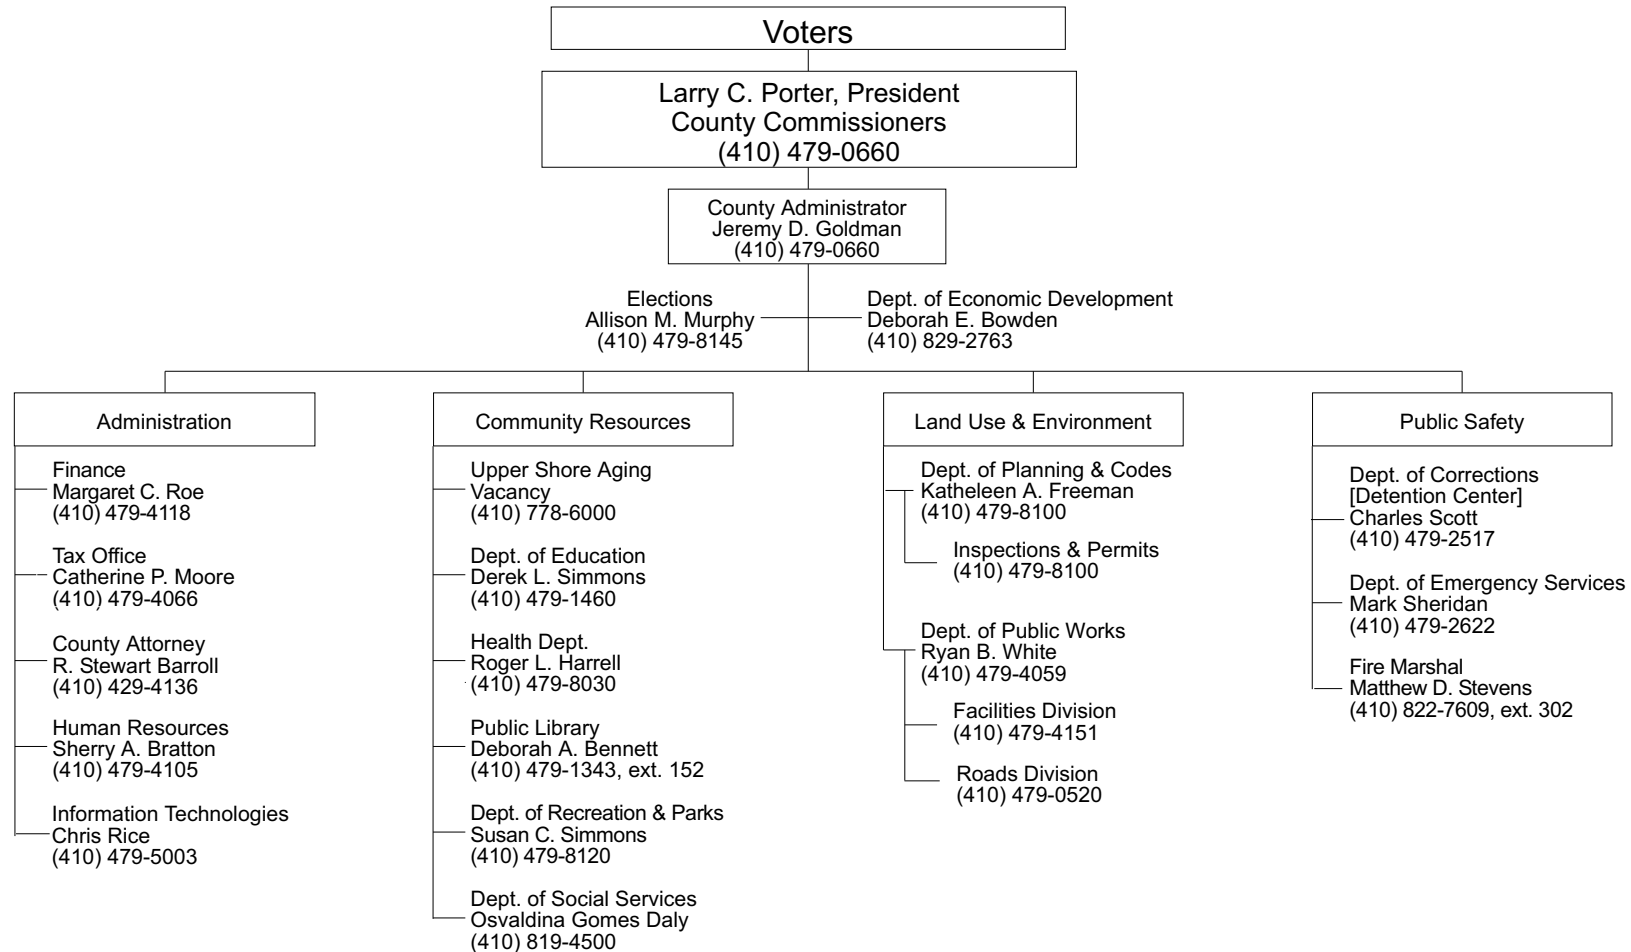 Voters
Larry C. Porter, President
County Commissioners
(410) 479-0660
County Administrator
Jeremy D. Goldman
(410) 479-0660
Elections
Allison M. Murphy
(410) 479-8145
Dept. of Economic Development
Deborah E. Bowden
(410) 829-2763
Administration
Finance
Margaret C. Roe
(410) 479-4118
Tax Office
Catherine P. Moore
(410) 479-4066
County Attorney
R. Stewart Barroll
(410) 429-4136
Human Resources
Sherry A. Bratton
(410) 479-4105
Information Technologies
Chris Rice
(410) 479-5003
Community Resources
Upper Shore Aging
Vacancy
(410) 778-6000
Dept. of Education
Derek L. Simmons
(410) 479-1460
Health Dept.
Roger L. Harrell
(410) 479-8030
Public Library
Deborah A. Bennett
(410) 479-1343, ext. 152
Dept. of Recreation & Parks
Susan C. Simmons
(410) 479-8120
Dept. of Social Services
Osvaldina Gomes Daly
(410) 819-4500
Land Use & Environment
Dept. of Planning & Codes
Katheleen A. Freeman
(410) 479-8100
Inspections & Permits
(410) 479-8100
Dept. of Public Works
Ryan B. White
(410) 479-4059
Facilities Division
(410) 479-4151
Roads Division
(410) 479-0520
Public Safety
Dept. of Corrections
[Detention Center]
Charles Scott
(410) 479-2517
Dept. of Emergency Services
Mark Sheridan
(410) 479-2622
Fire Marshal
Matthew D. Stevens
(410) 822-7609, ext. 302